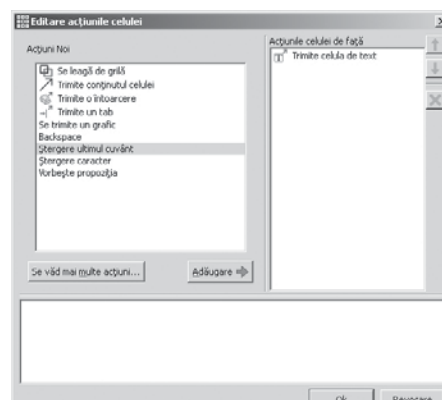 Editare acțiunile celulei
Acțiuni Noi
Se leagă de grilă
Trimite conținutul celulei
Trimite o întoarcere
Trimite un tab
Se trimite un grafic
Backspace
Ștergere ultimul cuvânt
Ștergere caracter
Vorbește propoziția
Se văd mai multe acțiuni...
Adăugare
Acțiunile celulei de față
Trimite celula de text
Ok
Revocare